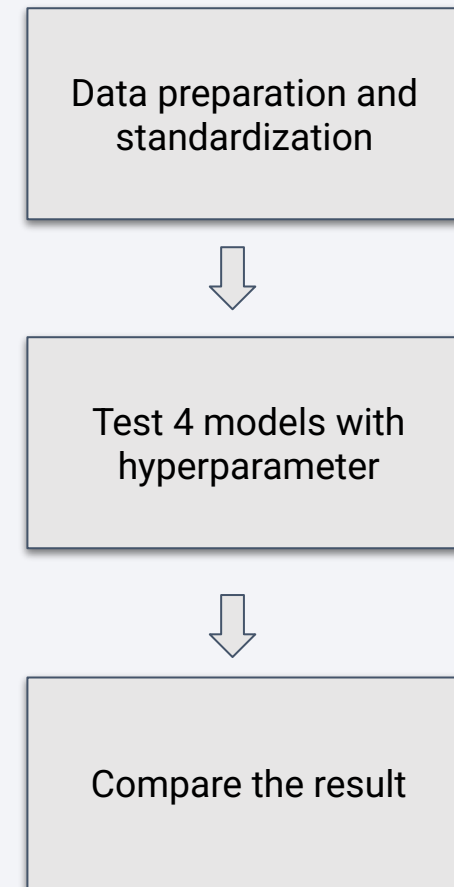 Data preparation and
standardization
Test 4 models with
hyperparameter
Compare the result